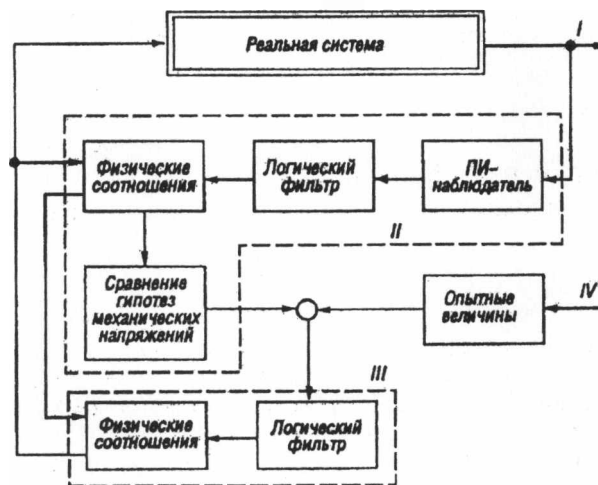 Реальная система
I
Физические
соотношения
Логический
фильтр
ПИ–
наблюдатель
II
Сравнение
гипотез
механических
напряжений
Опытные
величины
IV
III
Физические
соотношения
Логический
фильтр